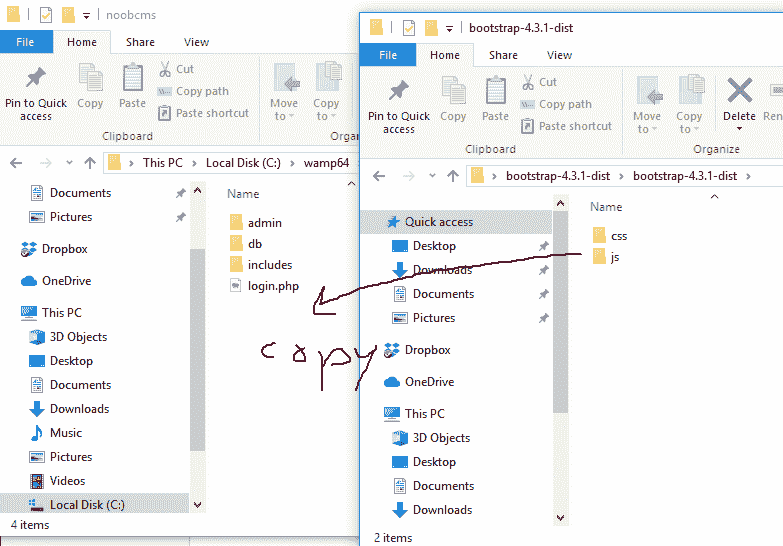 noobcms
File
Home
Share
View
Pin to Quick access
Copy
Paste
Cut
Copy path
Paste shortcut
Move to
Copy to
Clipboard
Organ
This PC
Local Disk (C:)
wamp64
Documents
Pictures
Dropbox
OneDrive
This PC
3D Objects
Desktop
Documents
Downloads
Music
Pictures
Videos
Local Disk (C:)
4 items
Name
admin
db
includes
login.php
copy
bootstrap-4.3.1-dist
File
Home
Share
View
Pin to Quick access
Copy
Paste
Cut
Copy path
Paste shortcut
Move to
Copy to
Delete
Ren
Clipboard
Organize
bootstrap-4.3.1-dist
bootstrap-4.3.1-dist
Quick access
Desktop
Downloads
Documents
Pictures
Dropbox
OneDrive
This PC
3D Objects
Desktop
Documents
Downloads
2 items
Name
css
js